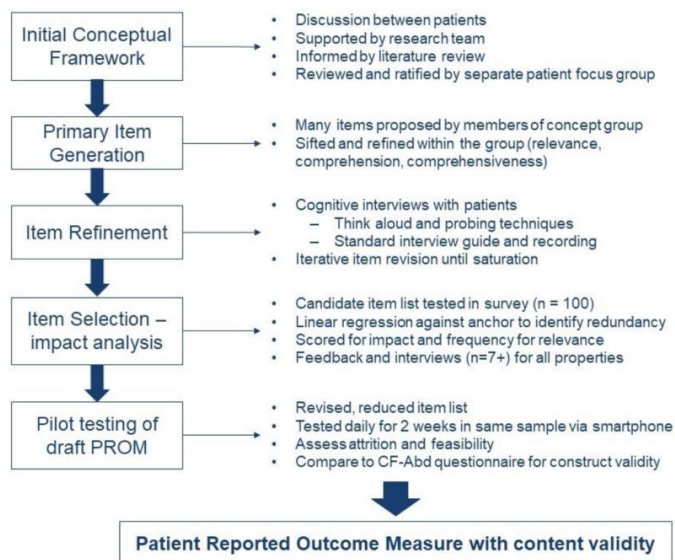 Initial Conceptual
Framework
• Discussion between patients
• Supported by research team
• Informed by literature review
• Reviewed and ratified by separate patient focus group
Primary Item
Generation
• Many items proposed by members of concept group
• Sifted and refined within the group (relevance,
comprehension, comprehensiveness)
Item Refinement
• Cognitive interviews with patients
– Think aloud and probing techniques
– Standard interview guide and recording
• Iterative item revision until saturation
Item Selection –
impact analysis
• Candidate item list tested in survey (n = 100)
• Linear regression against anchor to identify redundancy
• Scored for impact and frequency for relevance
• Feedback and interviews (n=7+) for all properties
Pilot testing of
draft PROM
• Revised, reduced item list
• Tested daily for 2 weeks in same sample via smartphone
• Assess attrition and feasibility
• Compare to CF-Abd questionnaire for construct validity
Patient Reported Outcome Measure with content validity